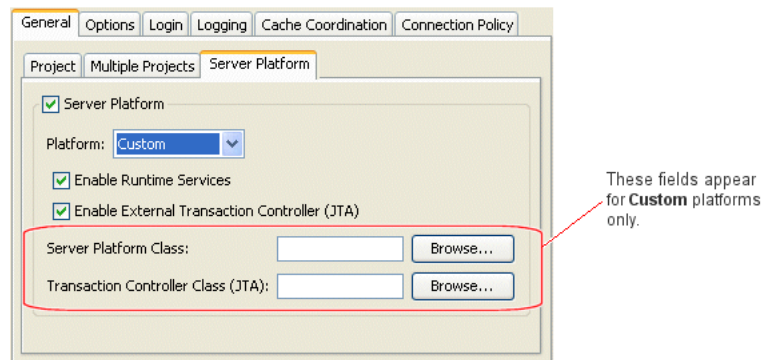 General Options Login Logging Cache Coordination Connection Policy
Project Multiple Projects Server Platform
Server Platform
Platform: Custom
Enable Runtime Services
Enable External Transaction Controller (JTA)
Server Platform Class: Browse...
Transaction Controller Class (JTA): Browse...
These fields appear
for Custom platforms
only.